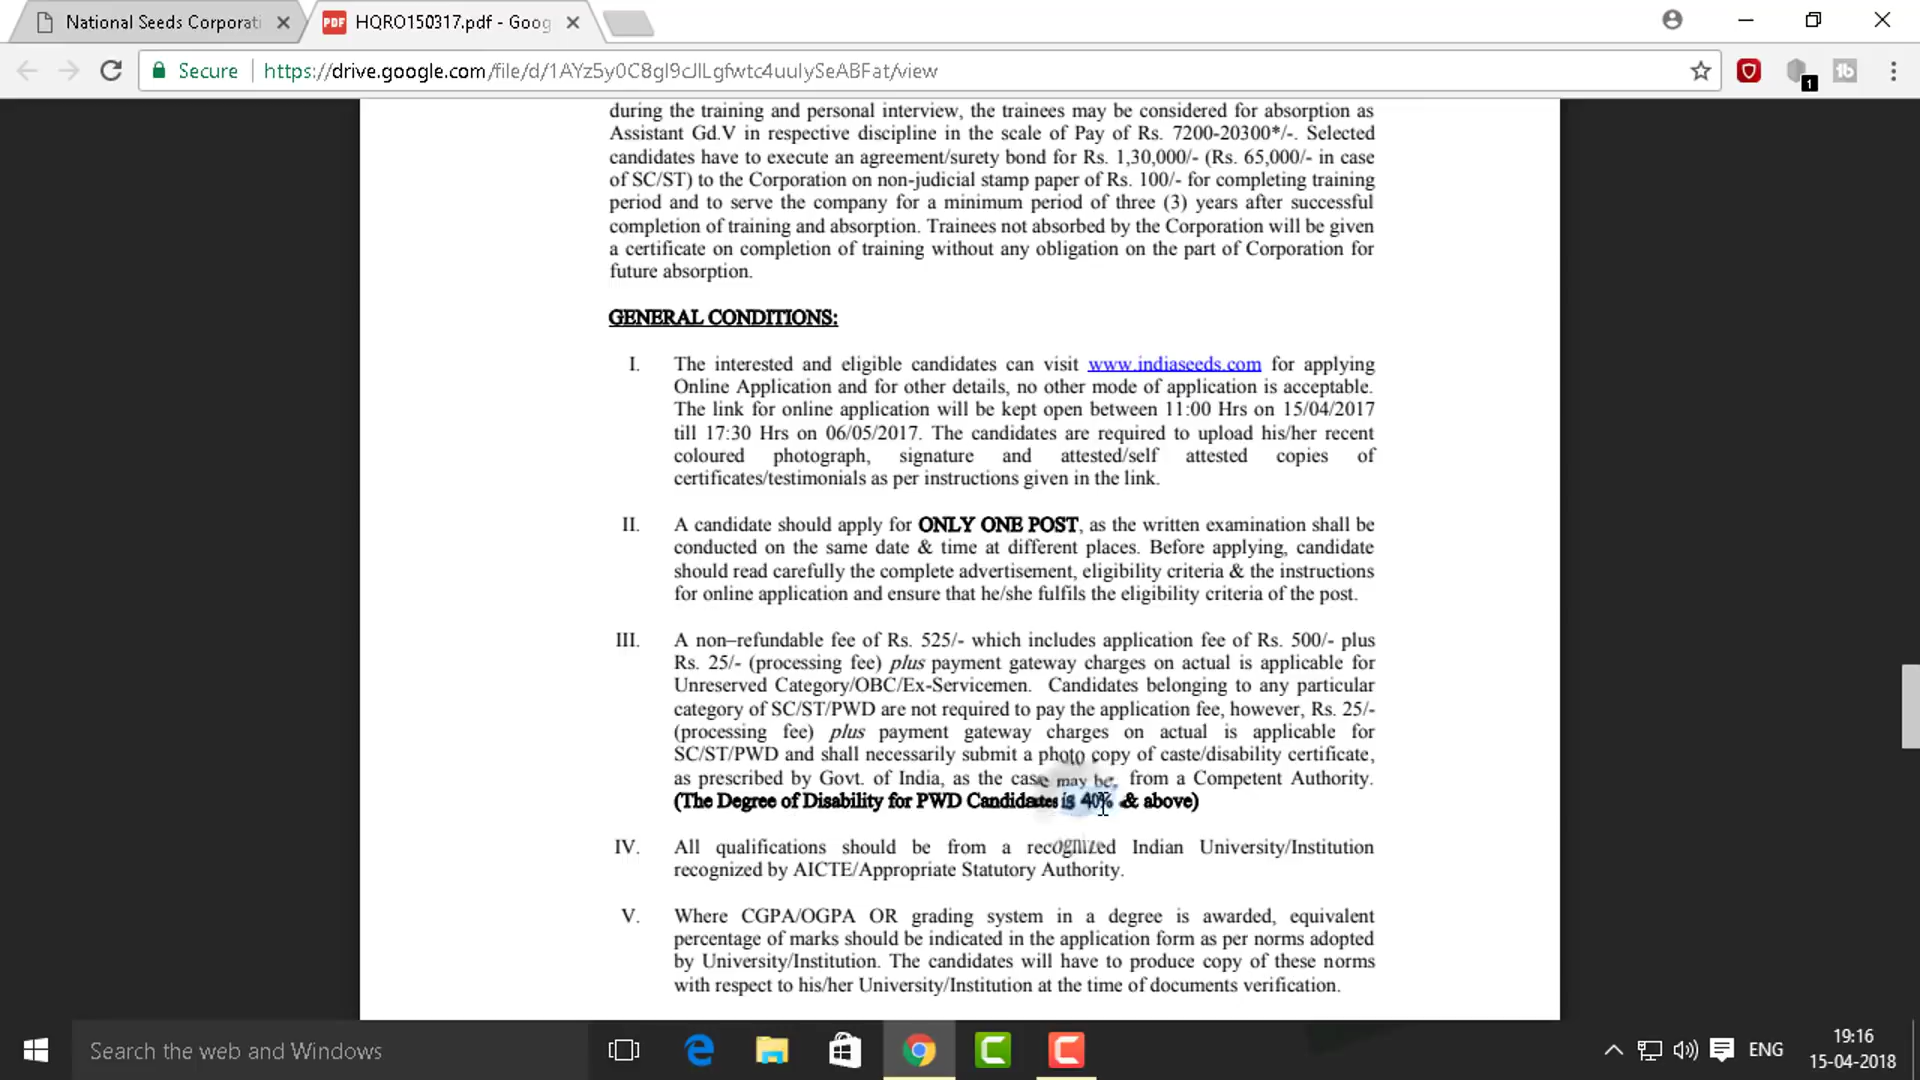 National Seeds Corporati
PDF HQRO150317.pdf - Goog
Secure https://drive.google.com/file/d/1AYz5y0C8gl9cJlLgfwtc4uulySeABFat/view
1
during the training and personal interview, the trainees may be considered for absorption as
Assistant Gd.V in respective discipline in the scale of Pay of Rs. 7200-20300*/-. Selected
candidates have to execute an agreement/surety bond for Rs. 1,30,000/- (Rs. 65,000/- in case
of SC/ST) to the Corporation on non-judicial stamp paper of Rs. 100/- for completing training
period and to serve the company for a minimum period of three (3) years after successful
completion of training and absorption. Trainees not absorbed by the Corporation will be given
a certificate on completion of training without any obligation on the part of Corporation for
future absorption.
GENERAL CONDITIONS:
I. The interested and eligible candidates can visit www.indiaseeds.com for applying
Online Application and for other details, no other mode of application is acceptable.
The link for online application will be kept open between 11:00 Hrs on 15/04/2017
till 17:30 Hrs on 06/05/2017. The candidates are required to upload his/her recent
coloured photograph, signature and attested/self attested copies of
certificates/testimonials as per instructions given in the link.
II. A candidate should apply for ONLY ONE POST, as the written examination shall be
conducted on the same date & time at different places. Before applying, candidate
should read carefully the complete advertisement, eligibility criteria & the instructions
for online application and ensure that he/she fulfils the eligibility criteria of the post.
III. A non–refundable fee of Rs. 525/- which includes application fee of Rs. 500/- plus
Rs. 25/- (processing fee) plus payment gateway charges on actual is applicable for
Unreserved Category/OBC/Ex-Servicemen. Candidates belonging to any particular
category of SC/ST/PWD are not required to pay the application fee, however, Rs. 25/-
(processing fee) plus payment gateway charges on actual is applicable for
SC/ST/PWD and shall necessarily submit a photo copy of caste/disability certificate,
as prescribed by Govt. of India, as the case may be, from a Competent Authority.
(The Degree of Disability for PWD Candidates is 40% & above)
IV. All qualifications should be from a recognized Indian University/Institution
recognized by AICTE/Appropriate Statutory Authority.
V. Where CGPA/OGPA OR grading system in a degree is awarded, equivalent
percentage of marks should be indicated in the application form as per norms adopted
by University/Institution. The candidates will have to produce copy of these norms
with respect to his/her University/Institution at the time of documents verification.
Search the web and Windows
ENG
19:16
15-04-2018